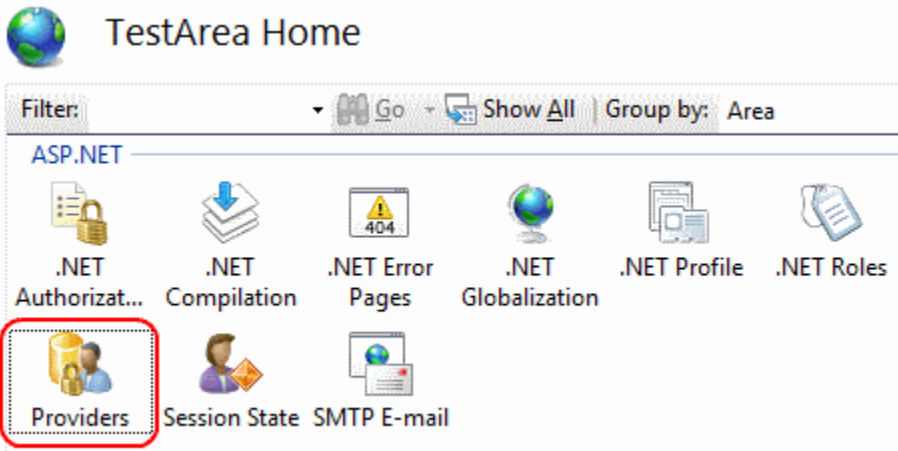 TestArea Home
Filter: Go Show All Group by: Area
ASP.NET
404
.NET Authorizat...
.NET Compilation
.NET Error Pages
.NET Globalization
.NET Profile
.NET Roles
Providers
Session State
SMTP E-mail